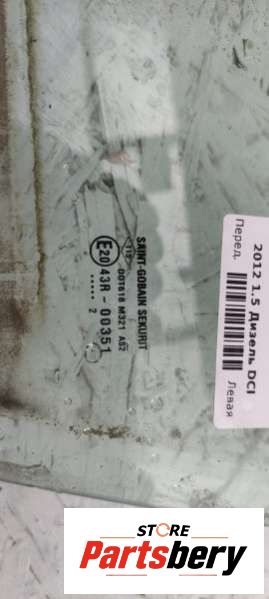 SAINT-GOBAIN SEKURIT
DOT618 M321 AS2
E20 43R - 00351
..... 2
2012 1.5 Дизель DCI
Перед.
Левая
STORE
Partsbery